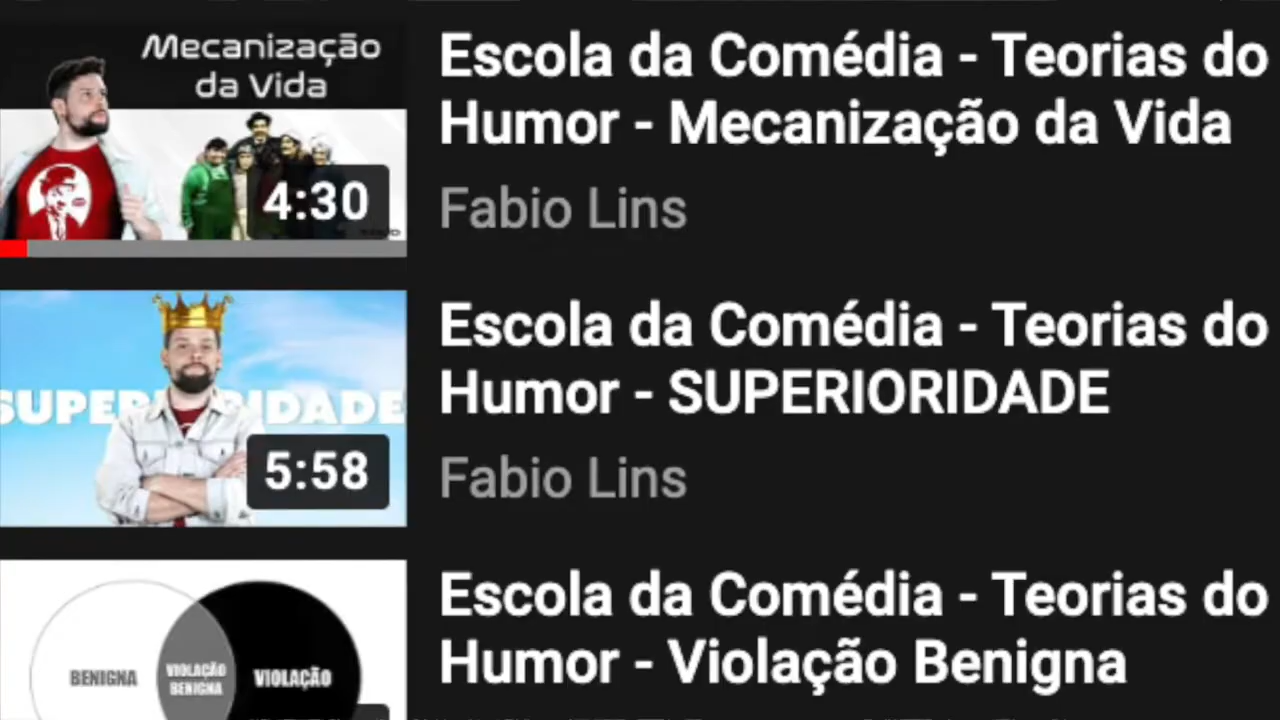 Mecanização
da Vida
4:30
Escola da Comédia - Teorias do
Humor - Mecanização da Vida
Fabio Lins
5:58
Escola da Comédia - Teorias do
Humor - SUPERIORIDADE
Fabio Lins
BENIGNA
VIOLAÇÃO
BENIGNA
VIOLAÇÃO
Escola da Comédia - Teorias do
Humor - Violação Benigna